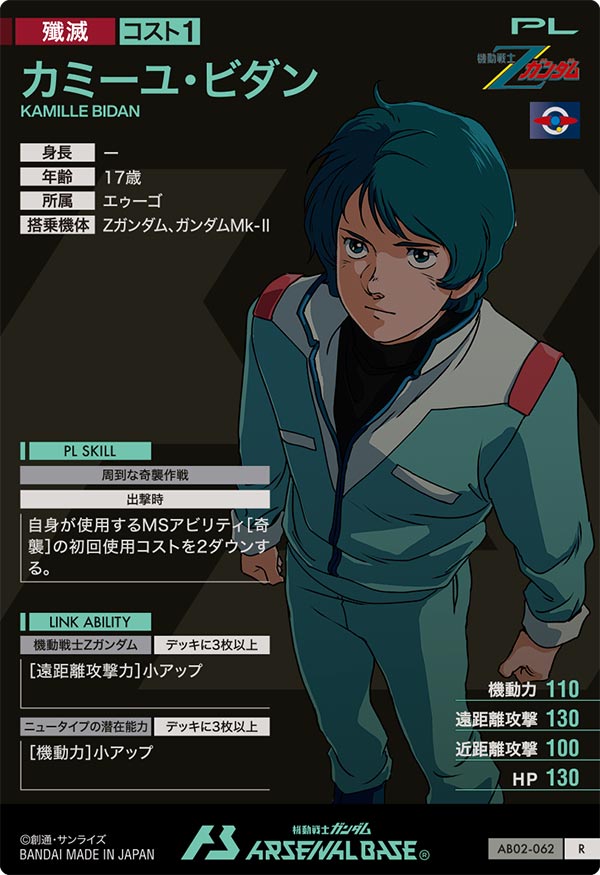 殲滅 コスト1
PL
カミーユ・ビダン
KAMILLE BIDAN
機動戦士
Zガンダム
身長 ー
年齢 17歳
所属 エゥーゴ
搭乗機体 Zガンダム、ガンダムMk-II
PL SKILL
周到な奇襲作戦
出撃時
自身が使用するMSアビリティ[奇
襲]の初回使用コストを2ダウンす
る。
LINK ABILITY
機動戦士Zガンダム デッキに3枚以上
[遠距離攻撃力]小アップ
ニュータイプの潜在能力 デッキに3枚以上
[機動力]小アップ
機動力 110
遠距離攻撃 130
近距離攻撃 100
HP 130
©創通・サンライズ
BANDAI MADE IN JAPAN
機動戦士ガンダム
ARSENAL BASE®
AB02-062 R